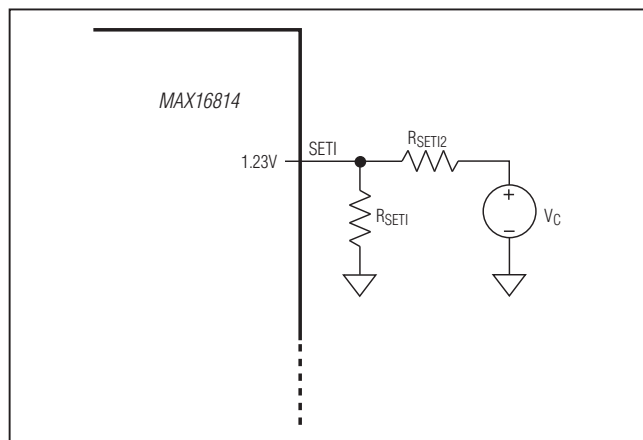 MAX16814
1.23V
SETI
RSETI2
RSETI
+
−
VC